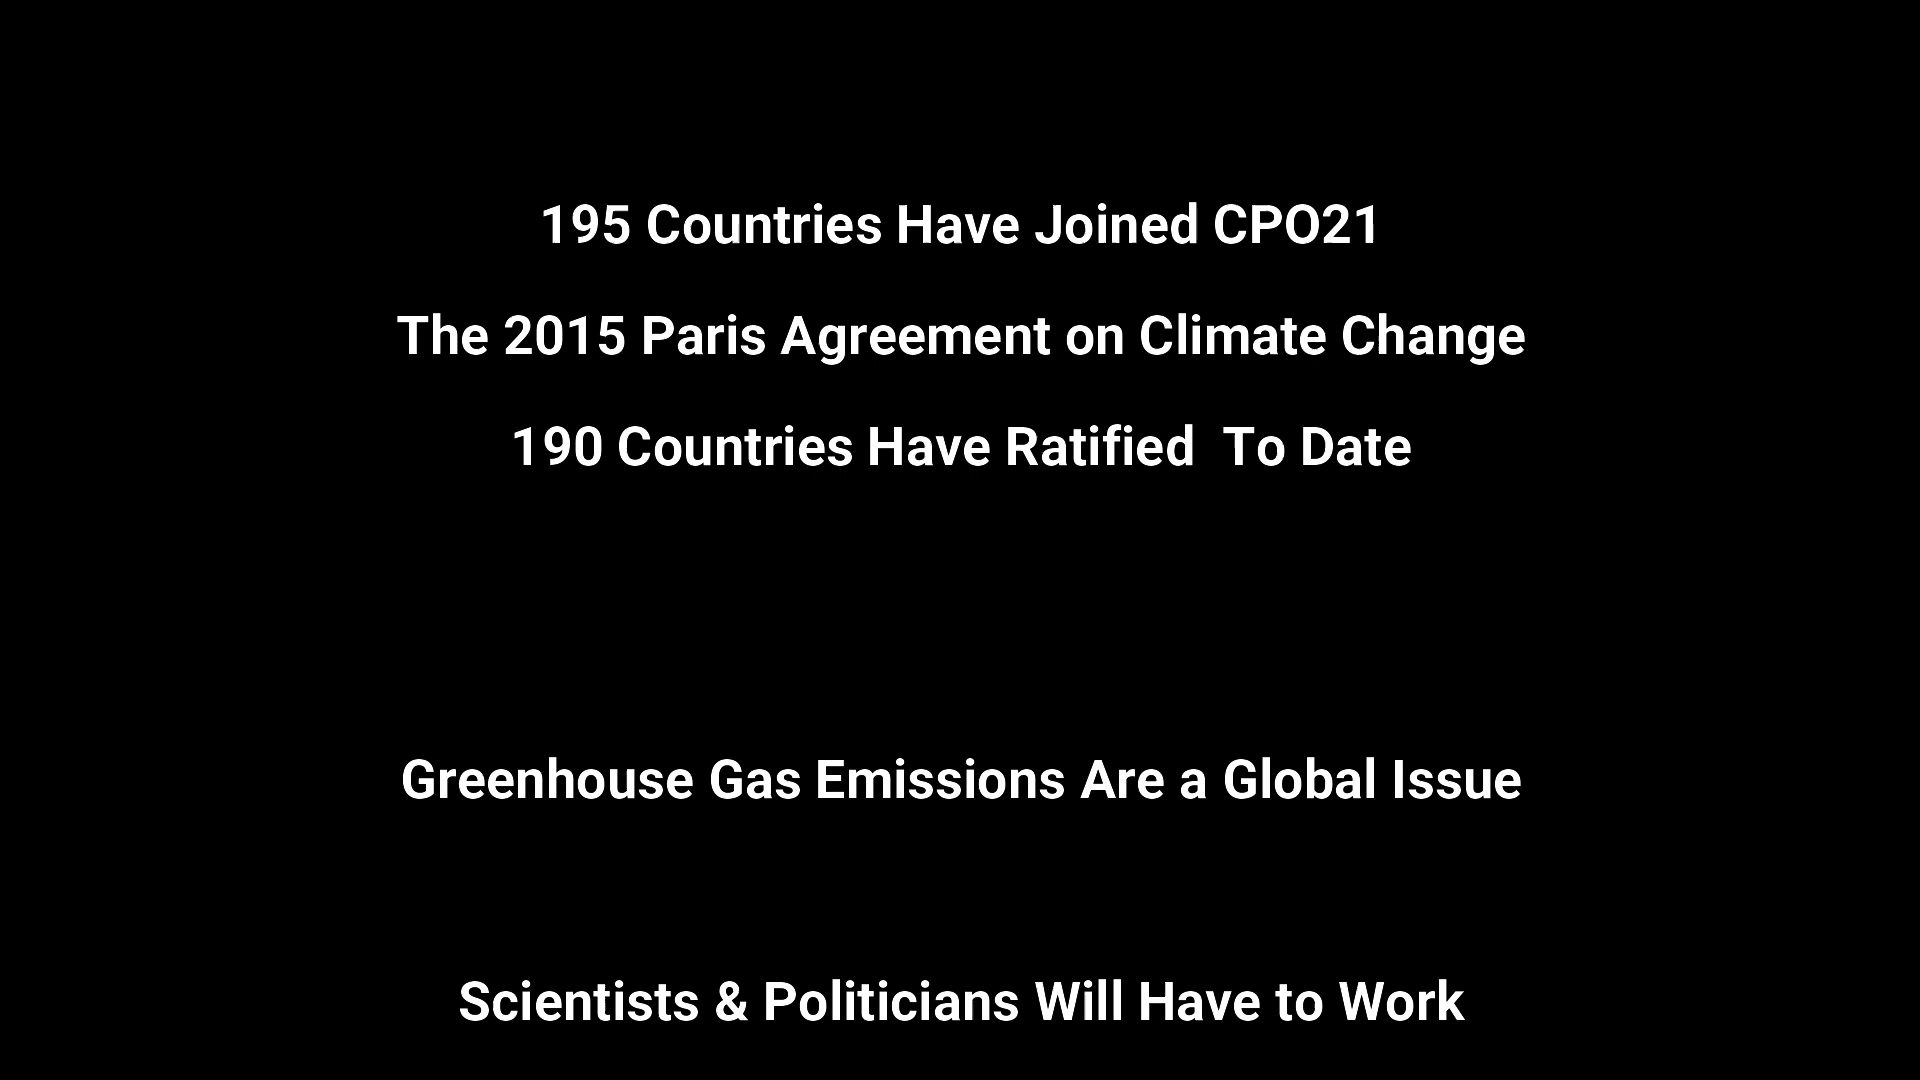 195 Countries Have Joined CPO21
The 2015 Paris Agreement on Climate Change
190 Countries Have Ratified  To Date
Greenhouse Gas Emissions Are a Global Issue
Scientists & Politicians Will Have to Work